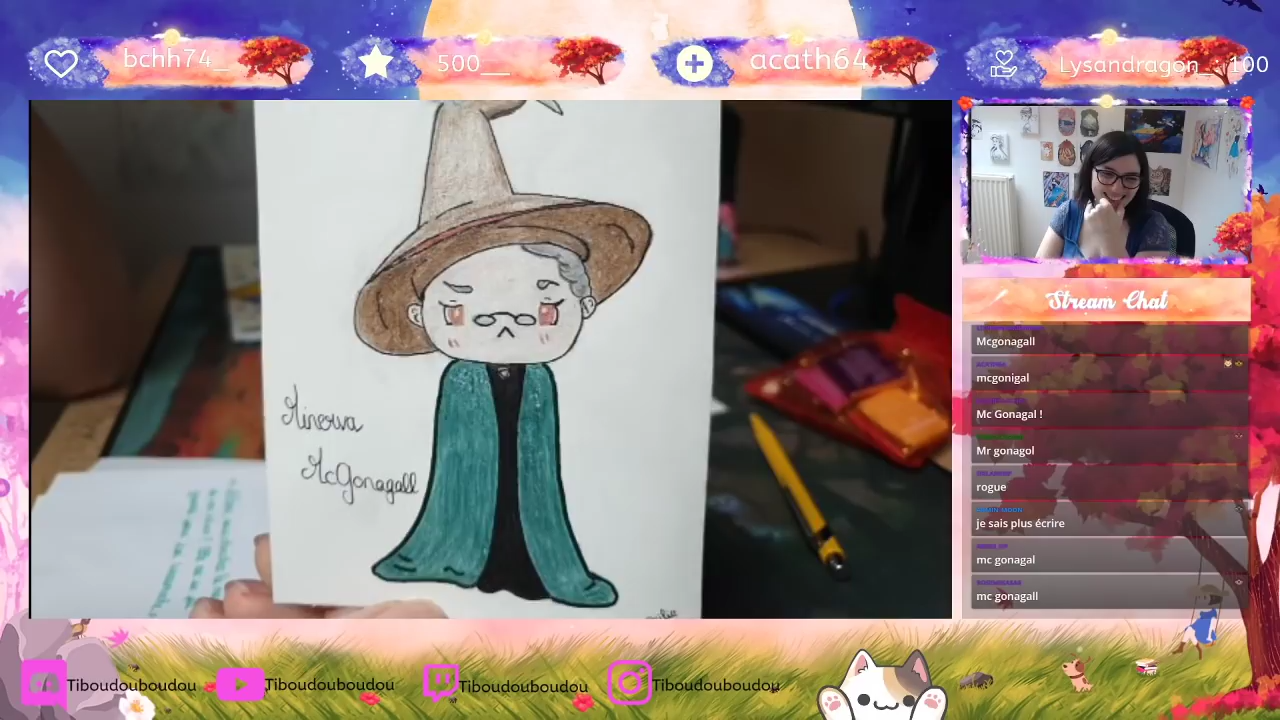 bchh74_
500__
acath64
Lysandragon_: 100
Minerva
McGonagall
Stream Chat
Mcgonagall
mcgonigal
Mc Gonagal !
Mr gonagol
rogue
je sais plus écrire
mc gonagal
mc gonagall
Tiboudouboudou
Tiboudouboudou
Tiboudouboudou
Tiboudouboudou